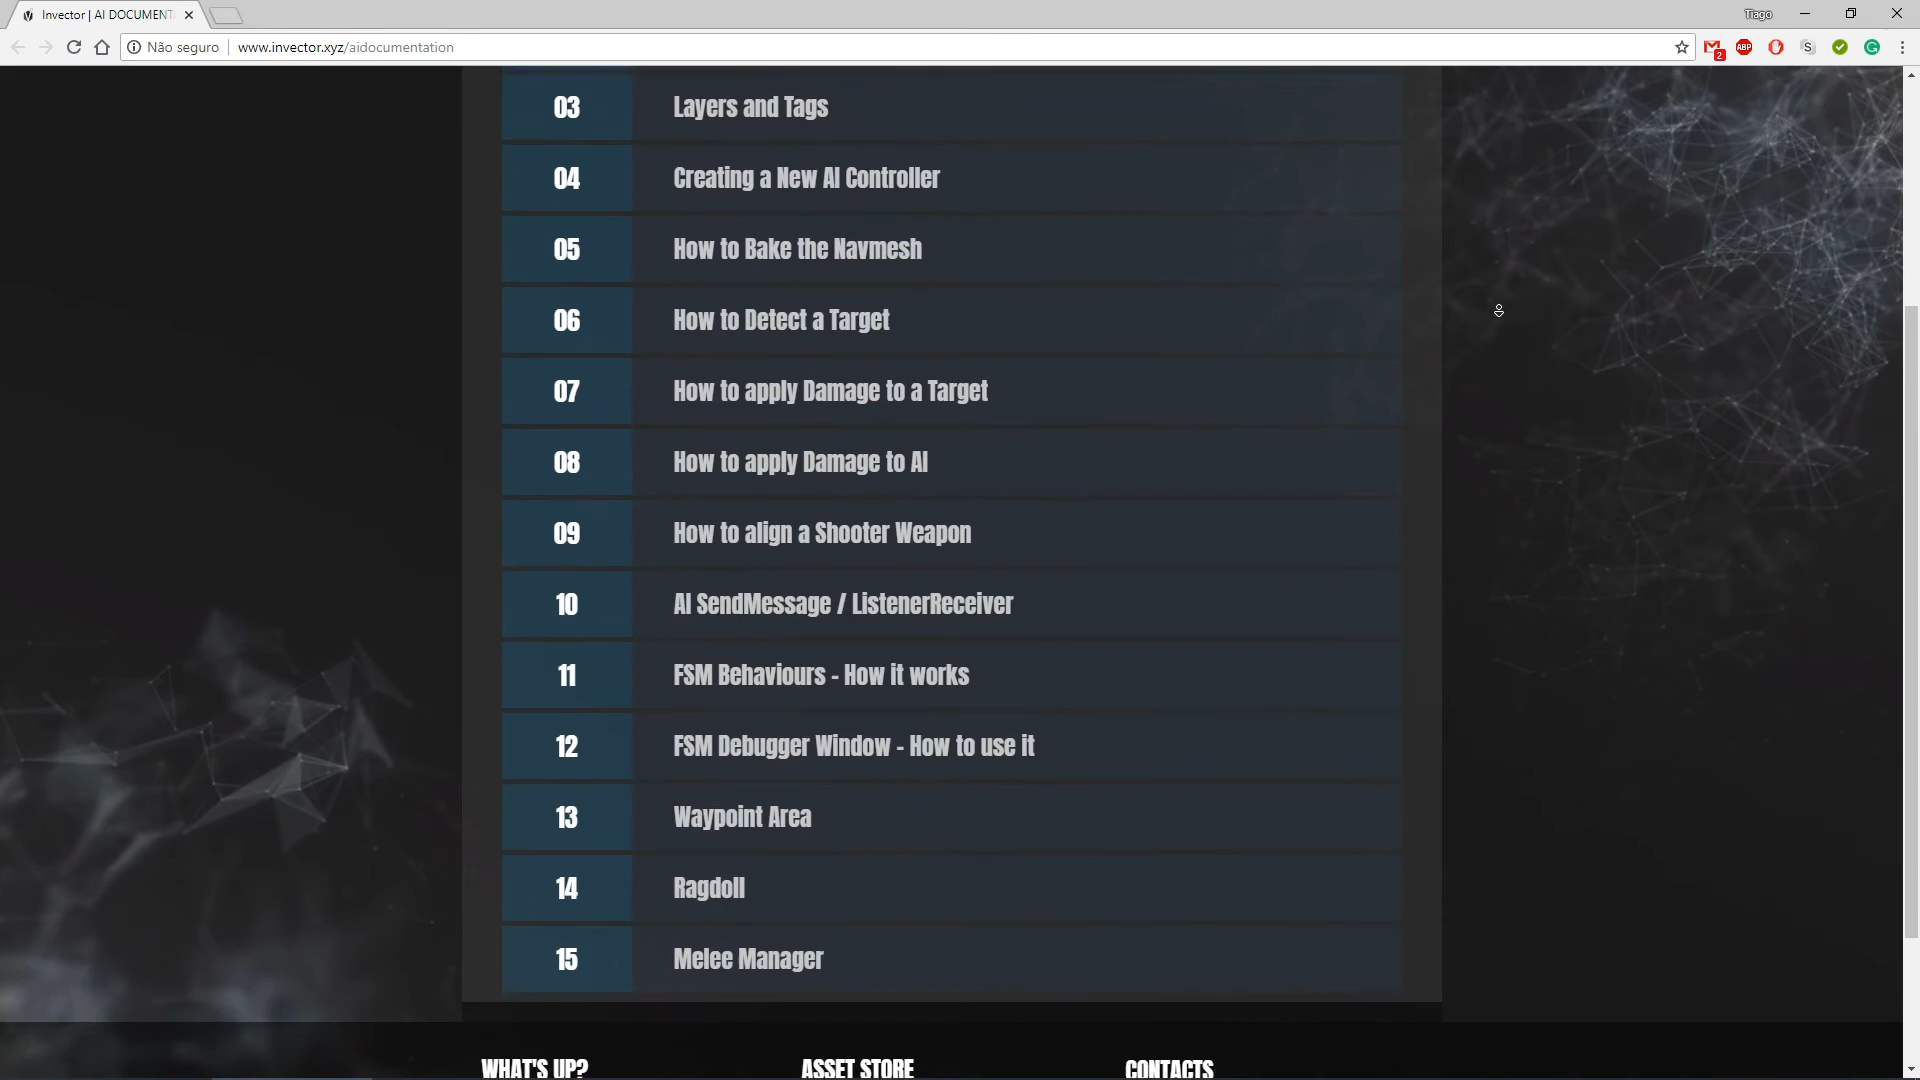 Invector | AI DOCUMENT
Tiago
Não seguro
www.invector.xyz/aidocumentation
2
ABP
S
G
03 Layers and Tags
04 Creating a New AI Controller
05 How to Bake the Navmesh
06 How to Detect a Target
07 How to apply Damage to a Target
08 How to apply Damage to AI
09 How to align a Shooter Weapon
10 AI SendMessage / ListenerReceiver
11 FSM Behaviours - How it works
12 FSM Debugger Window - How to use it
13 Waypoint Area
14 Ragdoll
15 Melee Manager
WHAT'S UP? ASSET STORE CONTACTS